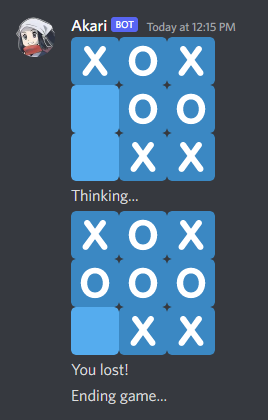 Akari BOT Today at 12:15 PM
X O X
O O
X X
Thinking...
X O X
O O O
X X
You lost!
Ending game...